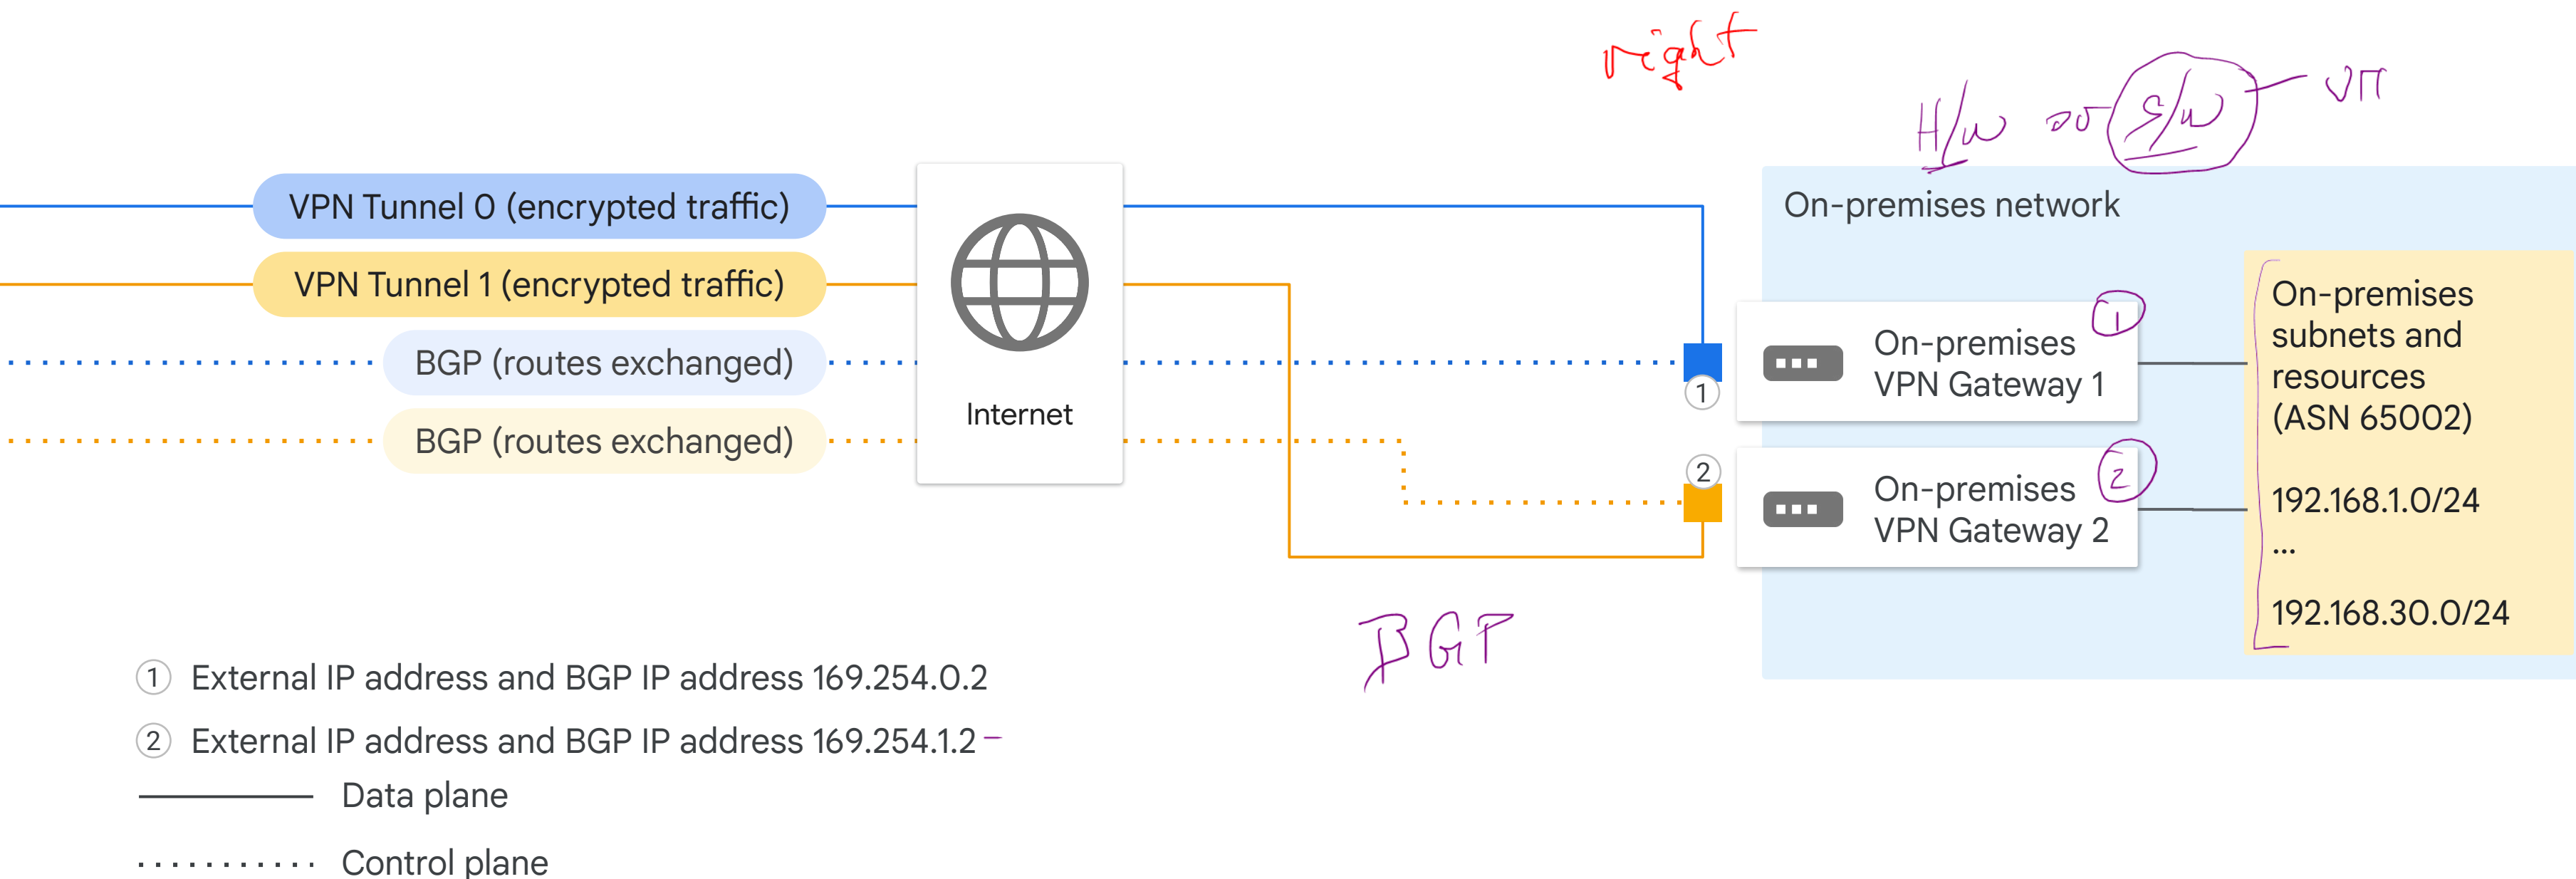 right
H/W or S/W
VPN Tunnel 0 (encrypted traffic)
VPN Tunnel 1 (encrypted traffic)
BGP (routes exchanged)
BGP (routes exchanged)
Internet
1
2
On-premises network
On-premises
VPN Gateway 1
1
On-premises
VPN Gateway 2
2
On-premises
subnets and
resources
(ASN 65002)
192.168.1.0/24
...
192.168.30.0/24
BGP
1 External IP address and BGP IP address 169.254.0.2
2 External IP address and BGP IP address 169.254.1.2
Data plane
Control plane